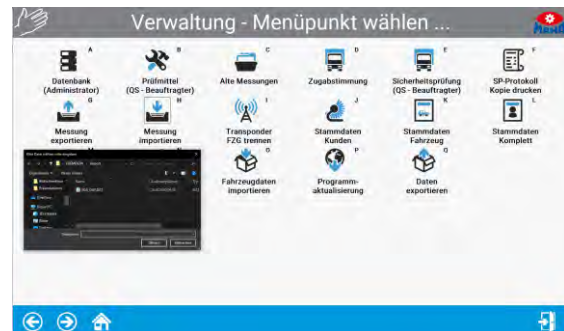 Verwaltung - Menüpunkt wählen ...
MAHA
A
B
C
D
E
F
Datenbank
(Administrator)
Prüfmittel
(QS - Beauftragter)
Alte Messungen
Zugabstimmung
Sicherheitsprüfung
(QS - Beauftragter)
SP-Protokoll
Kopie drucken
G
H
I
J
K
L
Messung
exportieren
Messung
importieren
Transponder
FZG trennen
Stammdaten
Kunden
Stammdaten
Fahrzeug
Stammdaten
Komplett
O
P
Q
Fahrzeugdaten
importieren
Programm-
aktualisierung
Daten
exportieren